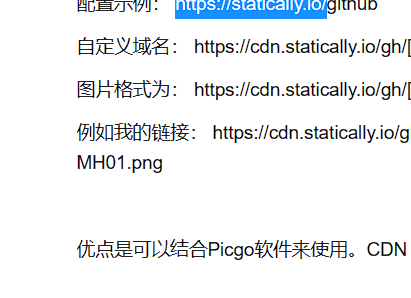 配置示例： https://statically.io/github
自定义域名： https://cdn.statically.io/gh/[
图片格式为： https://cdn.statically.io/gh/[
例如我的链接： https://cdn.statically.io/g
MH01.png
优点是可以结合Picgo软件来使用。CDN